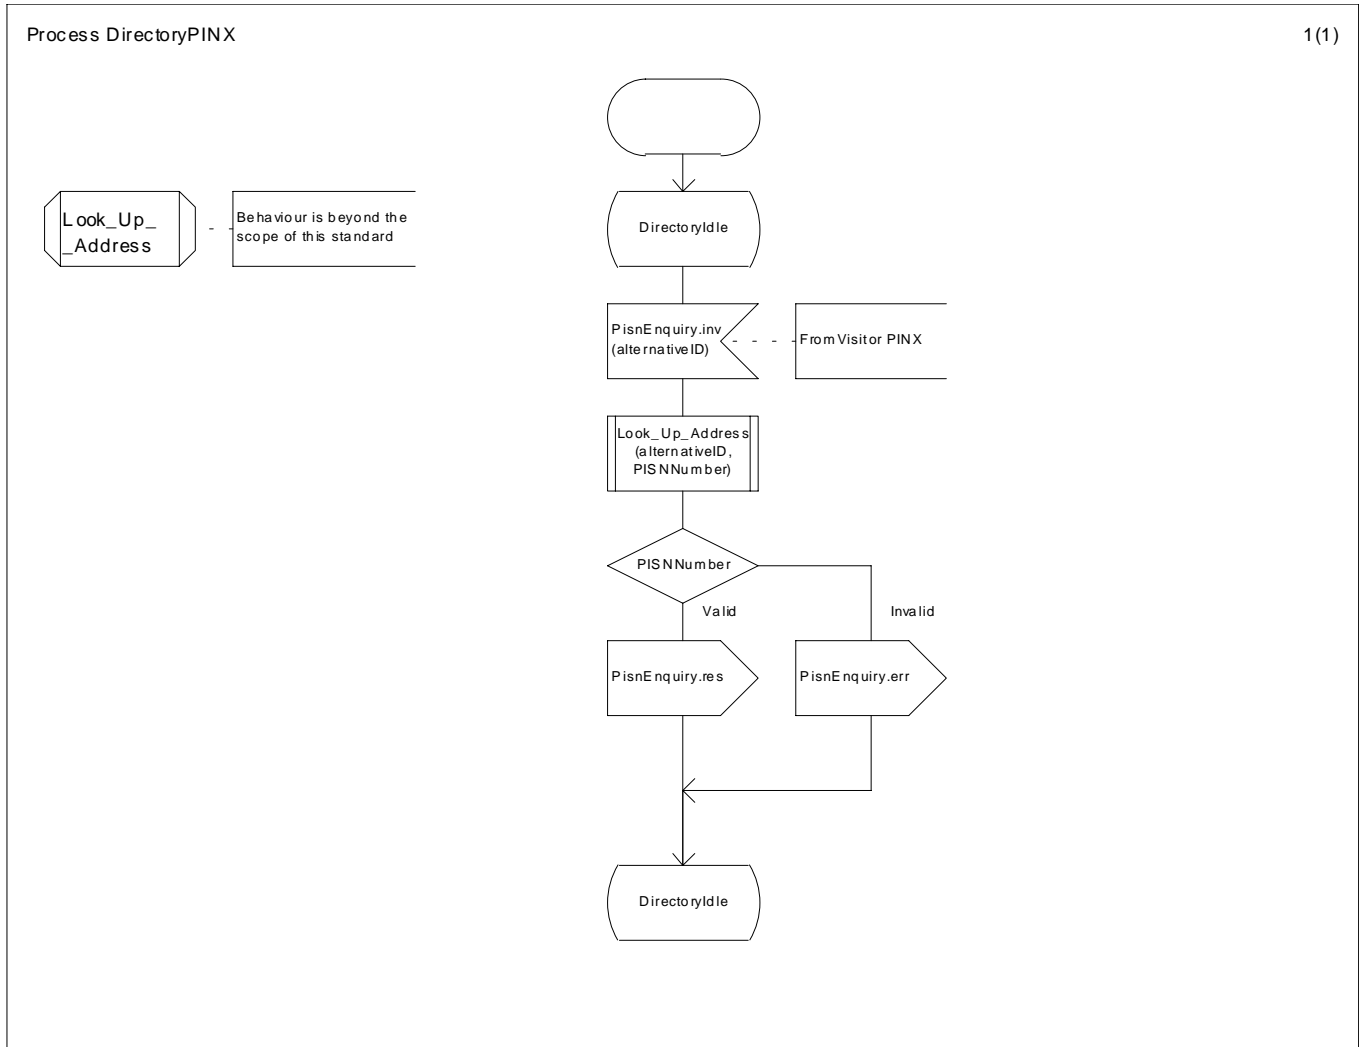 Process DirectoryPINX
1(1)
Look_Up_
_Address
Behaviour is beyond the
scope of this standard
DirectoryIdle
PisnEnquiry.inv
(alternativeID)
From Visitor PINX
Look_Up_Address
(alternativeID,
PISNNumber)
PISNNumber
Valid
Invalid
PisnEnquiry.res
PisnEnquiry.err
DirectoryIdle